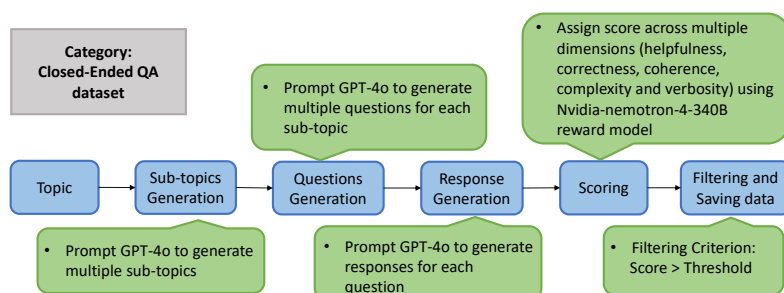 Category:
Closed-Ended QA
dataset
• Prompt GPT-4o to generate
multiple questions for each
sub-topic
• Assign score across multiple
dimensions (helpfulness,
correctness, coherence,
complexity and verbosity) using
Nvidia-nemotron-4-340B
reward model
Topic
Sub-topics
Generation
Questions
Generation
Response
Generation
Scoring
Filtering and
Saving data
• Prompt GPT-4o to generate
multiple sub-topics
• Prompt GPT-4o to generate
responses for each
question
• Filtering Criterion:
Score > Threshold